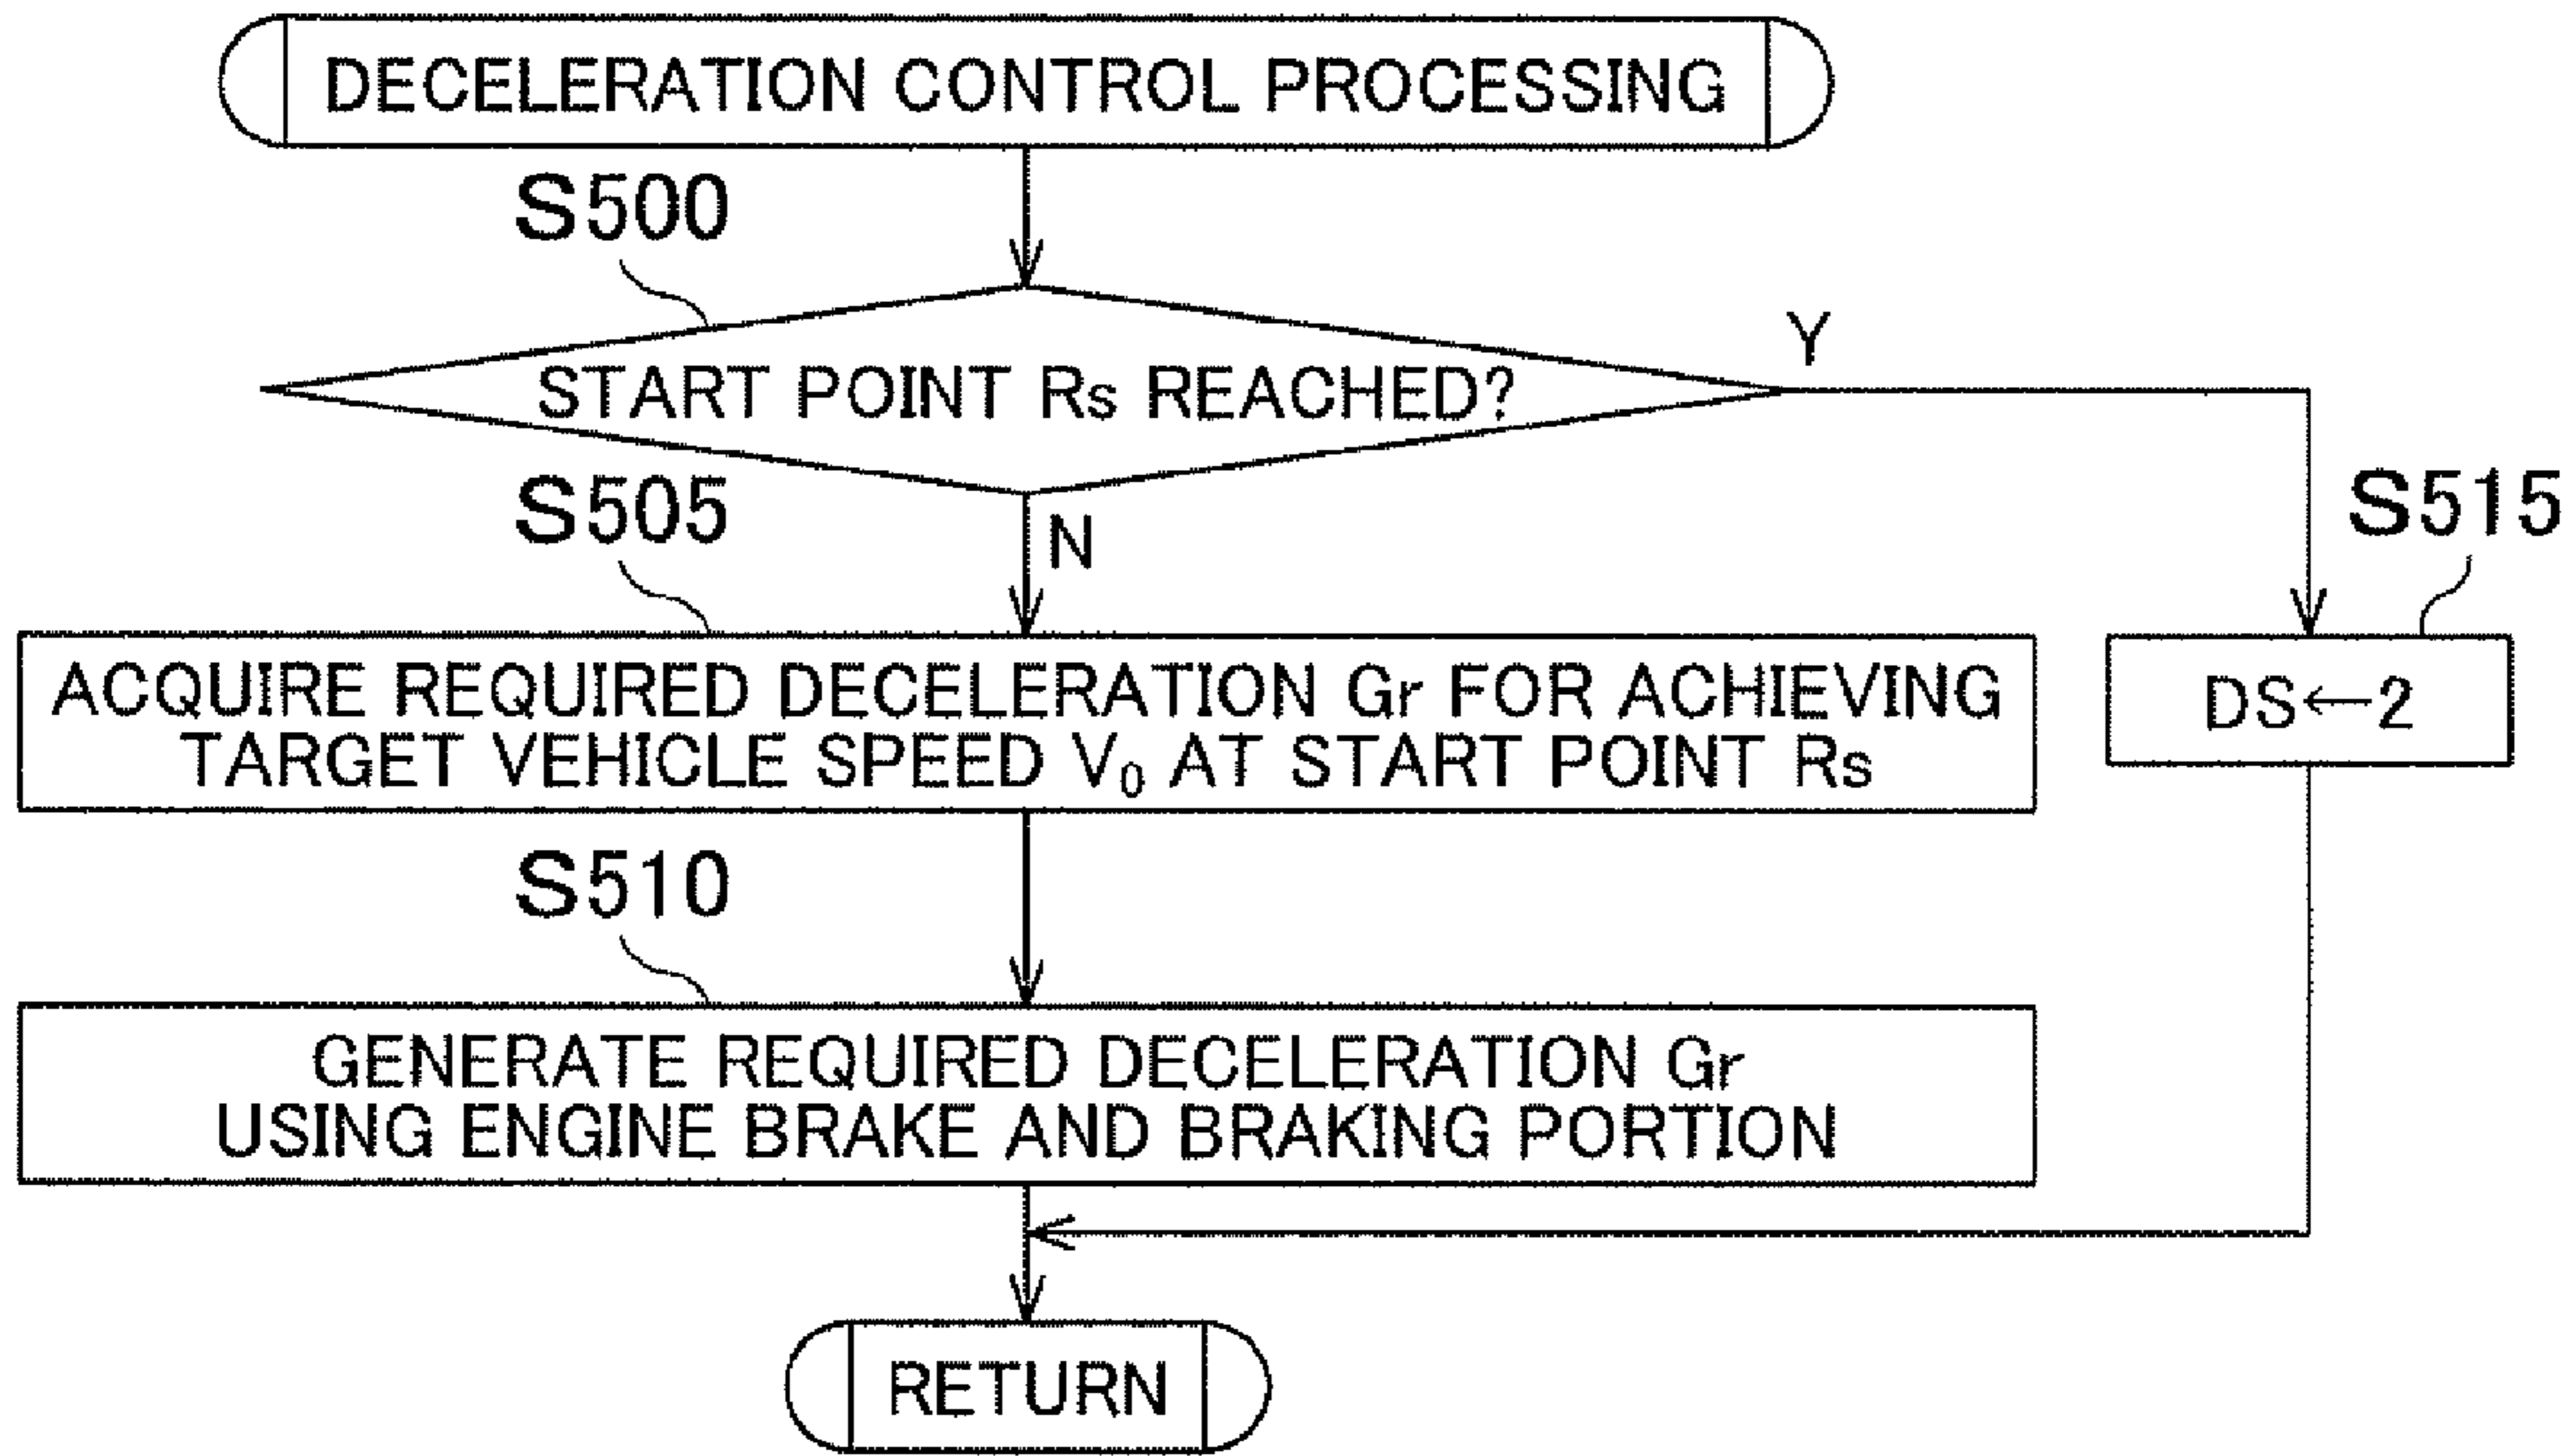 DECELERATION CONTROL PROCESSING
S500
START POINT Rs REACHED?
Y
N
S505
S515
ACQUIRE REQUIRED DECELERATION Gr FOR ACHIEVING
TARGET VEHICLE SPEED V₀ AT START POINT Rs
DS←2
S510
GENERATE REQUIRED DECELERATION Gr
USING ENGINE BRAKE AND BRAKING PORTION
RETURN